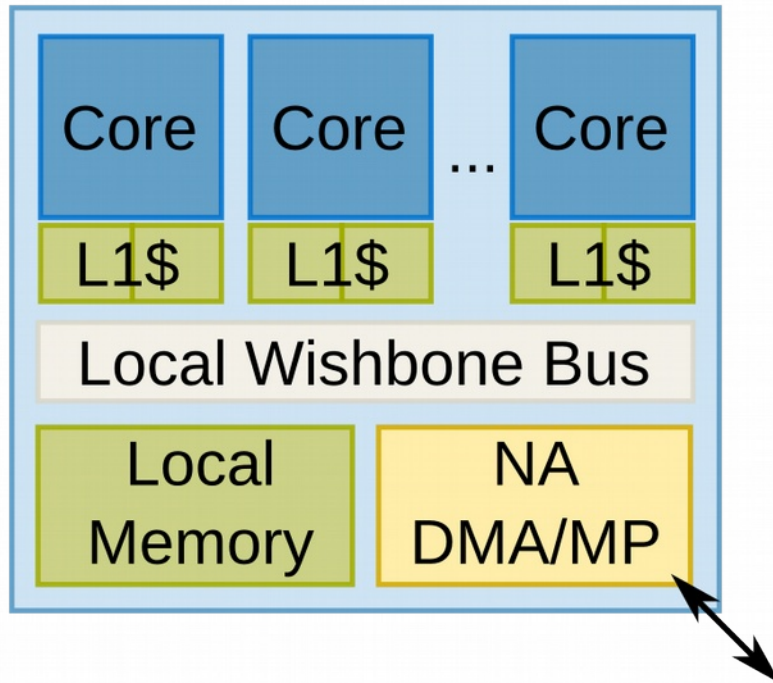 Core
Core
...
Core
L1$
L1$
L1$
Local Wishbone Bus
Local
Memory
NA
DMA/MP